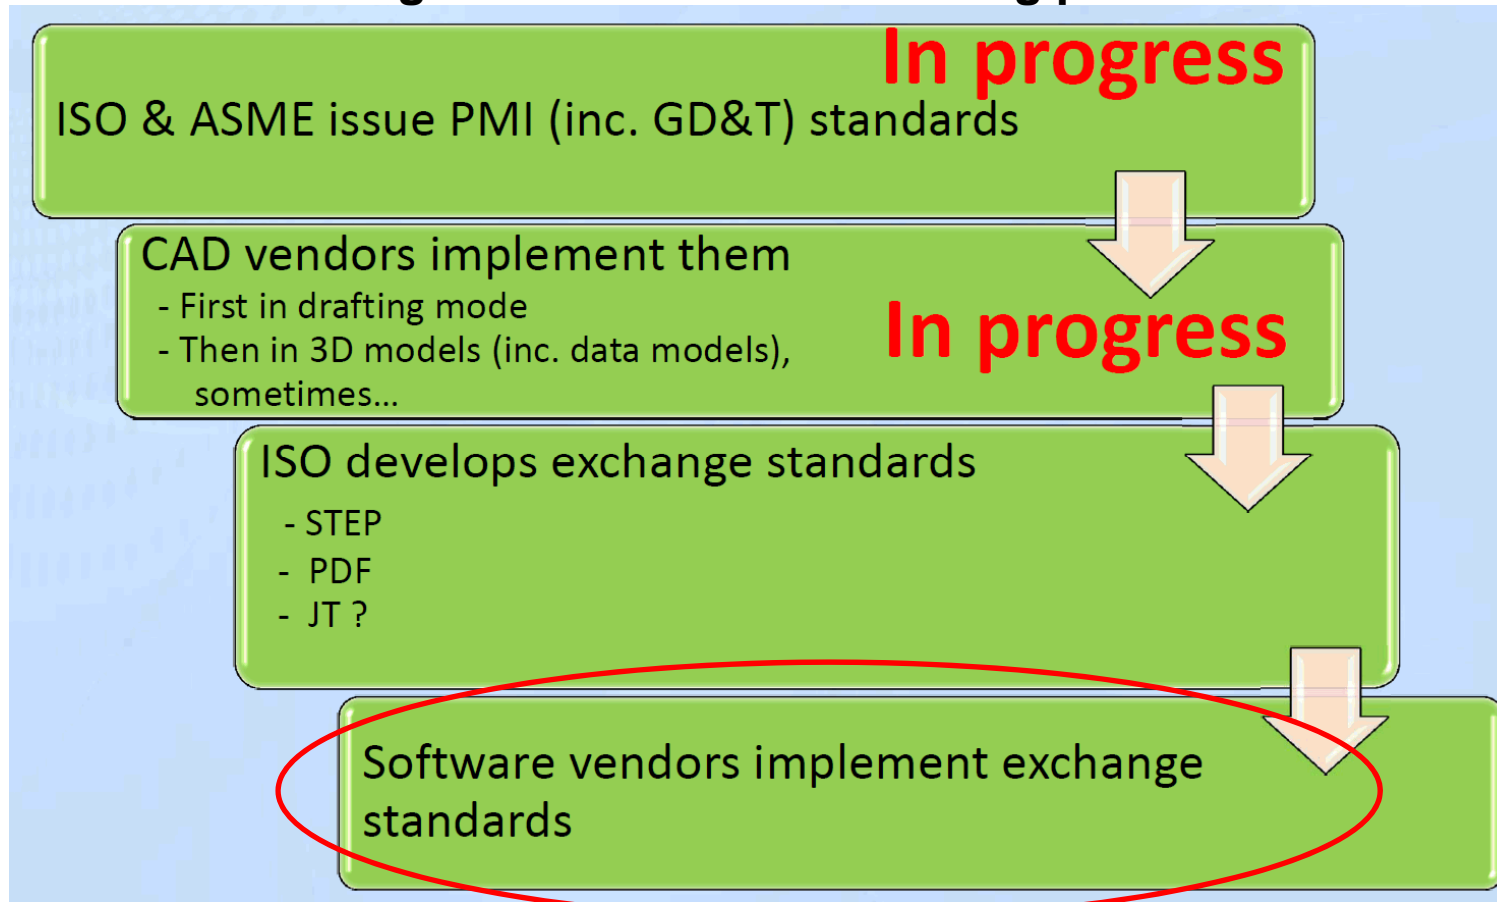 In progress
ISO & ASME issue PMI (inc. GD&T) standards
CAD vendors implement them
- First in drafting mode
- Then in 3D models (inc. data models),
sometimes...
In progress
ISO develops exchange standards
- STEP
- PDF
- JT ?
Software vendors implement exchange
standards